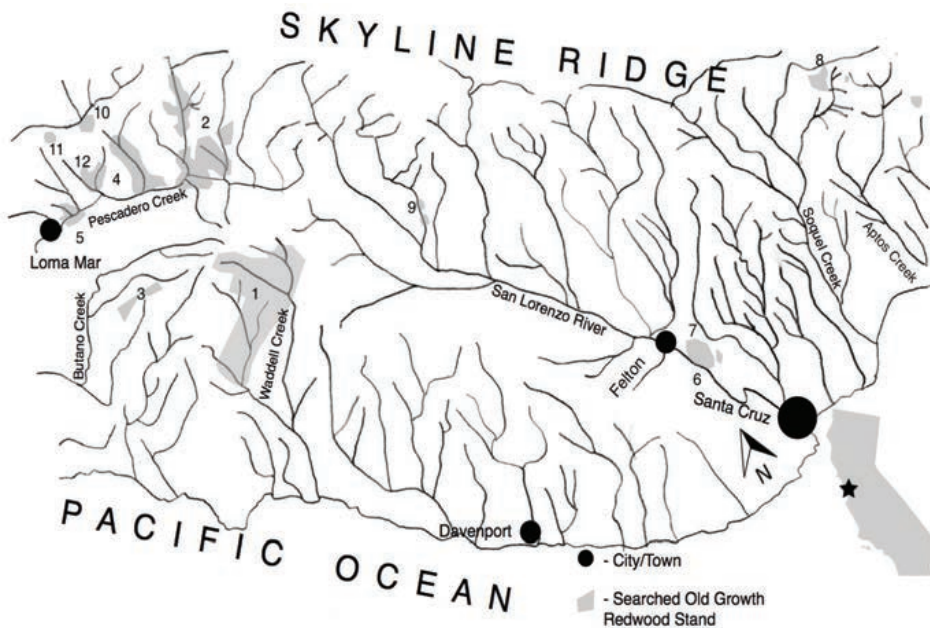 SKYLINE RIDGE
8
10
2
11
12
4
9
Pescadero Creek
5
Loma Mar
Soquel Creek
Aptos Creek
3
1
Butano Creek
Waddell Creek
San Lorenzo River
7
Felton
6
Santa Cruz
N
PACIFIC OCEAN
Davenport
- City/Town
- Searched Old Growth
Redwood Stand